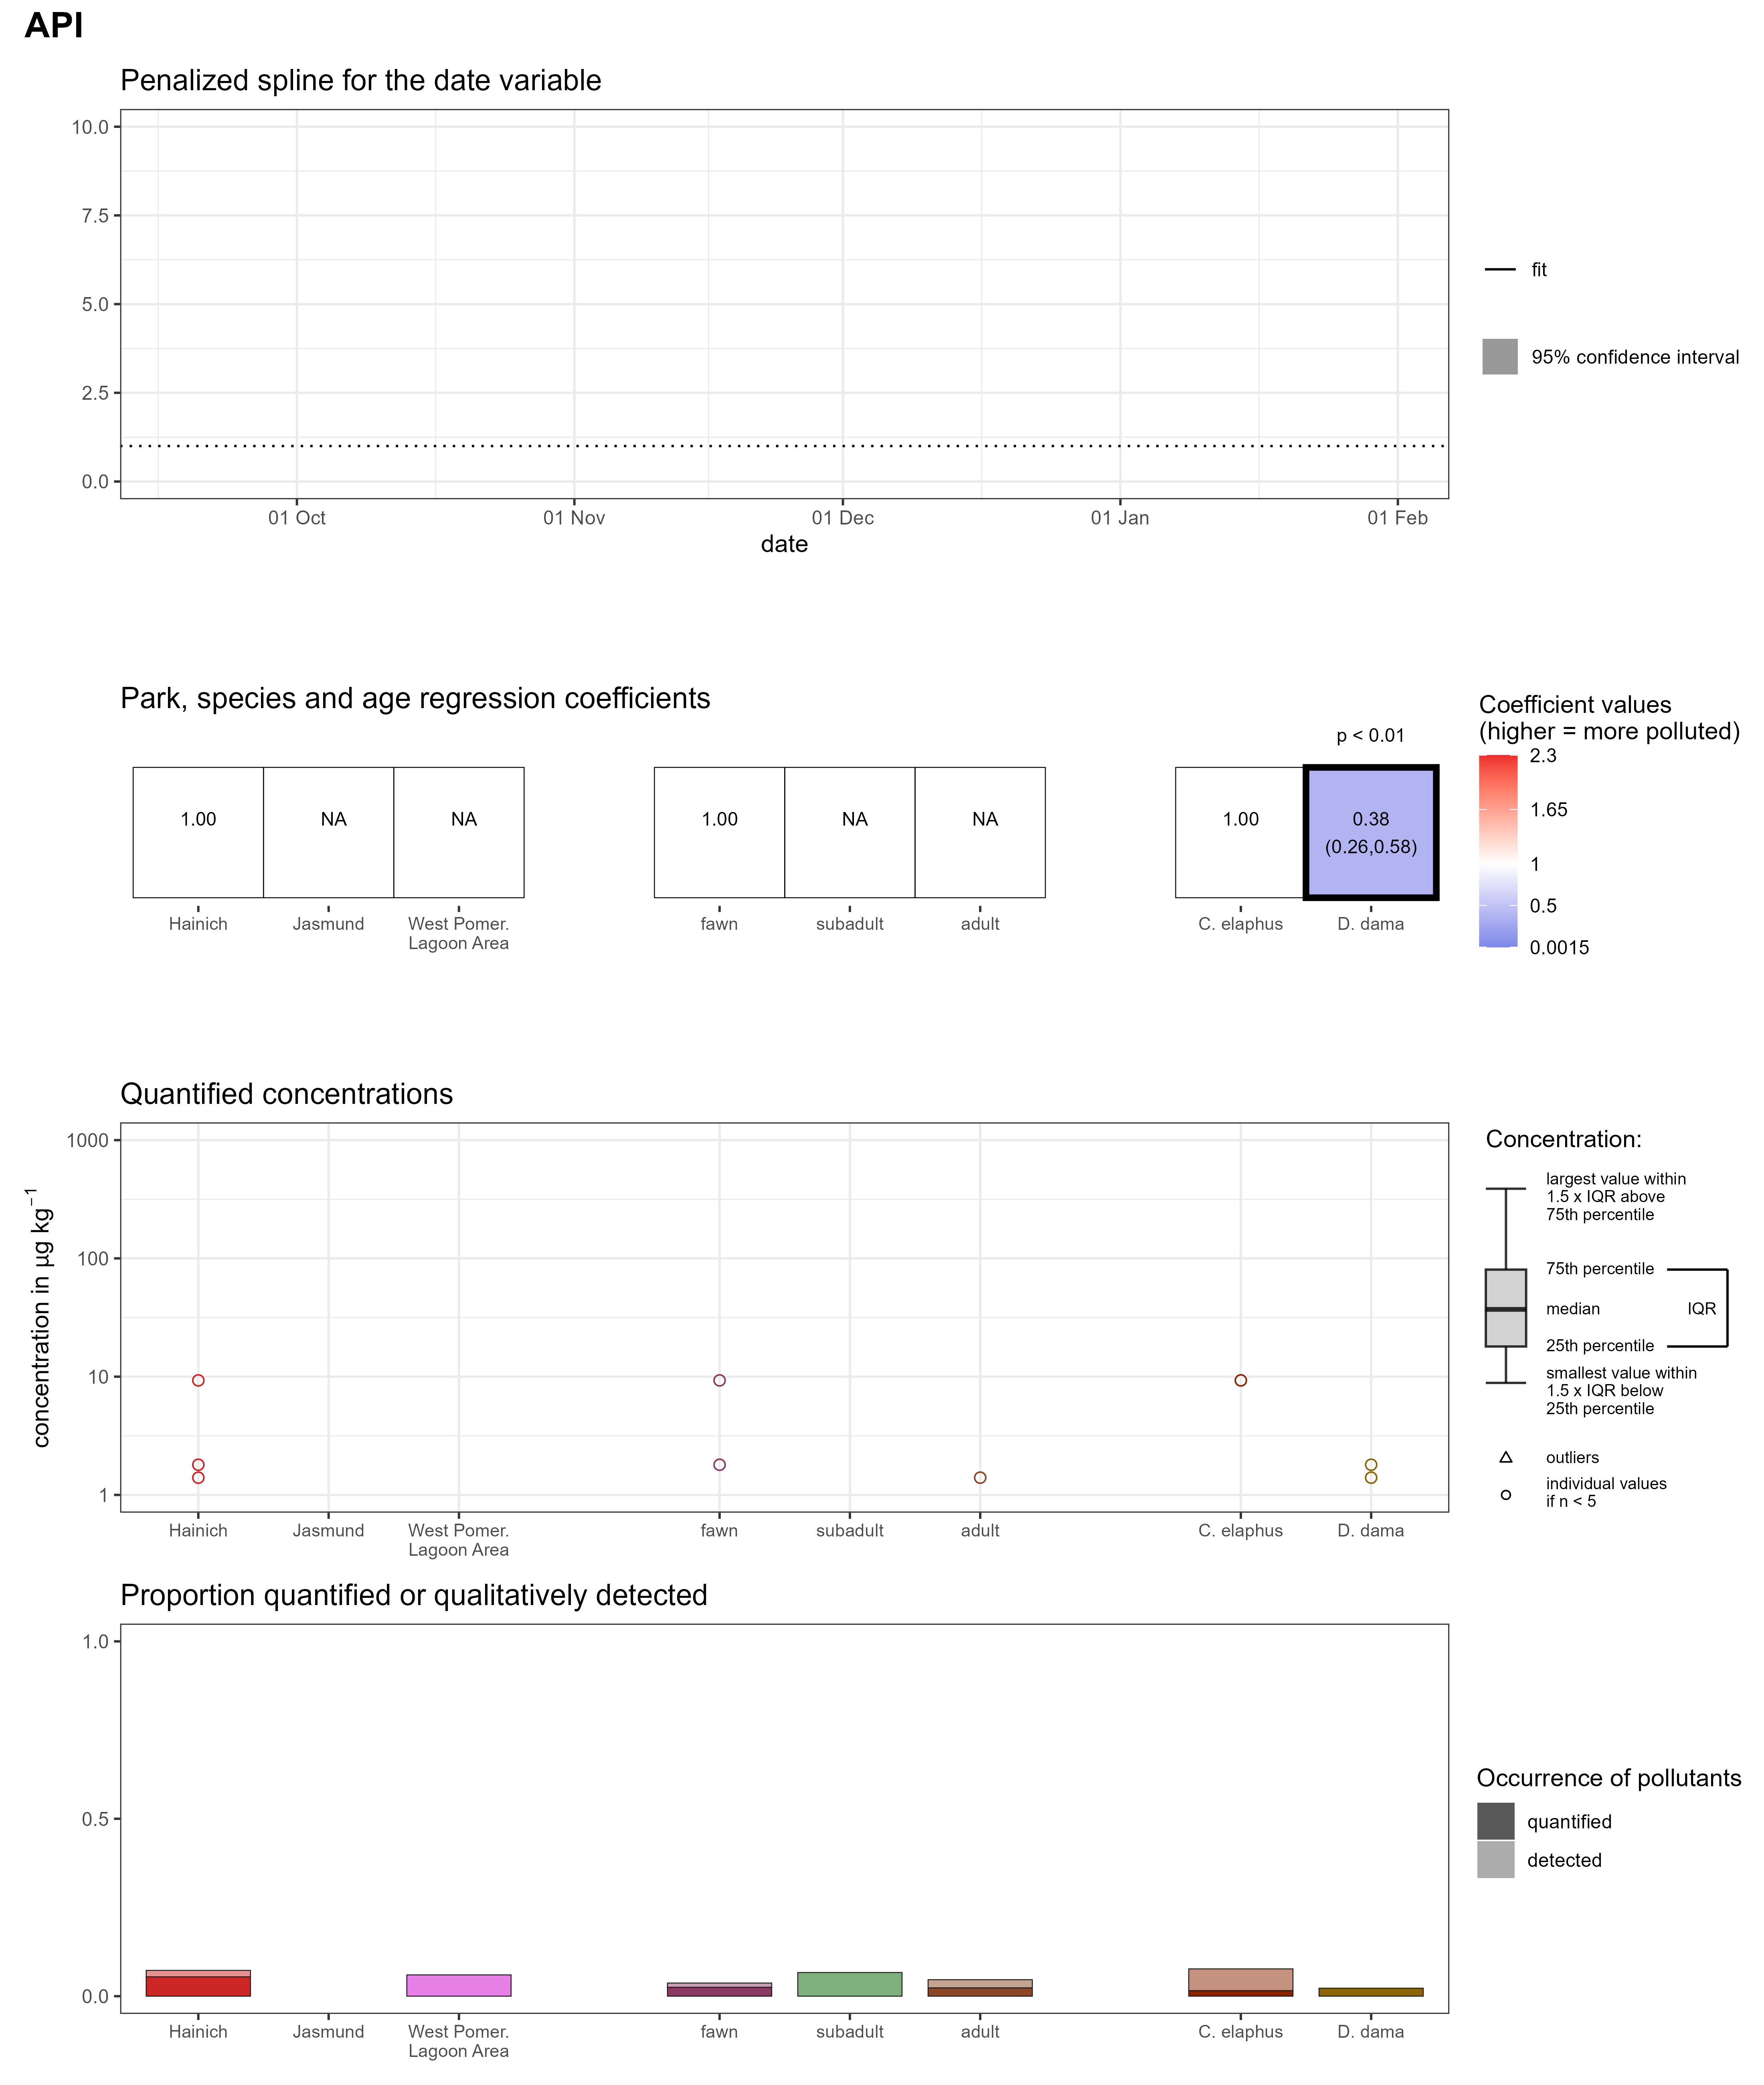 API
Penalized spline for the date variable
10.0
7.5
5.0
2.5
0.0
01 Oct
01 Nov
01 Dec
01 Jan
01 Feb
date
fit
95% confidence interval
Park, species and age regression coefficients
p < 0.01
1.00
NA
NA
1.00
NA
NA
1.00
0.38
(0.26,0.58)
Hainich
Jasmund
West Pomer.
Lagoon Area
fawn
subadult
adult
C. elaphus
D. dama
Coefficient values
(higher = more polluted)
2.3
1.65
1
0.5
0.0015
Quantified concentrations
concentration in µg kg⁻¹
1000
100
10
1
Hainich
Jasmund
West Pomer.
Lagoon Area
fawn
subadult
adult
C. elaphus
D. dama
Concentration:
largest value within
1.5 x IQR above
75th percentile
75th percentile
median
IQR
25th percentile
smallest value within
1.5 x IQR below
25th percentile
outliers
individual values
if n < 5
Proportion quantified or qualitatively detected
1.0
0.5
0.0
Hainich
Jasmund
West Pomer.
Lagoon Area
fawn
subadult
adult
C. elaphus
D. dama
Occurrence of pollutants
quantified
detected